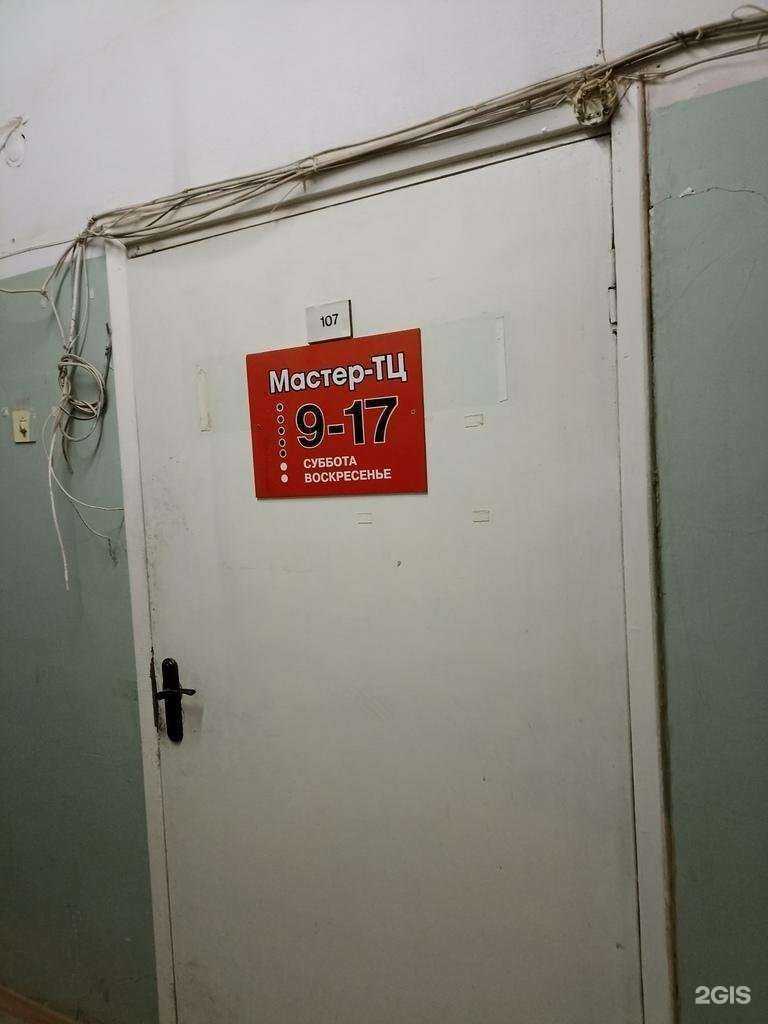 107
Мастер-ТЦ
9-17
СУББОТА
ВОСКРЕСЕНЬЕ
2GIS